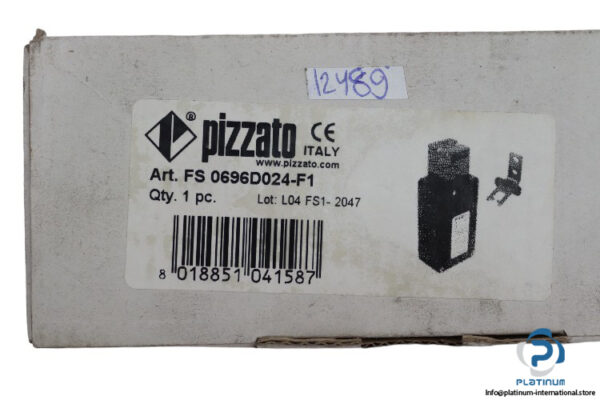 12489
® pizzato CE
ITALY
www.pizzato.com
Art. FS 0696D024-F1
Qty. 1 pc. Lot: L04 FS1- 2047
8 018851 041587
PLATINUM
Info@platinum-international.store